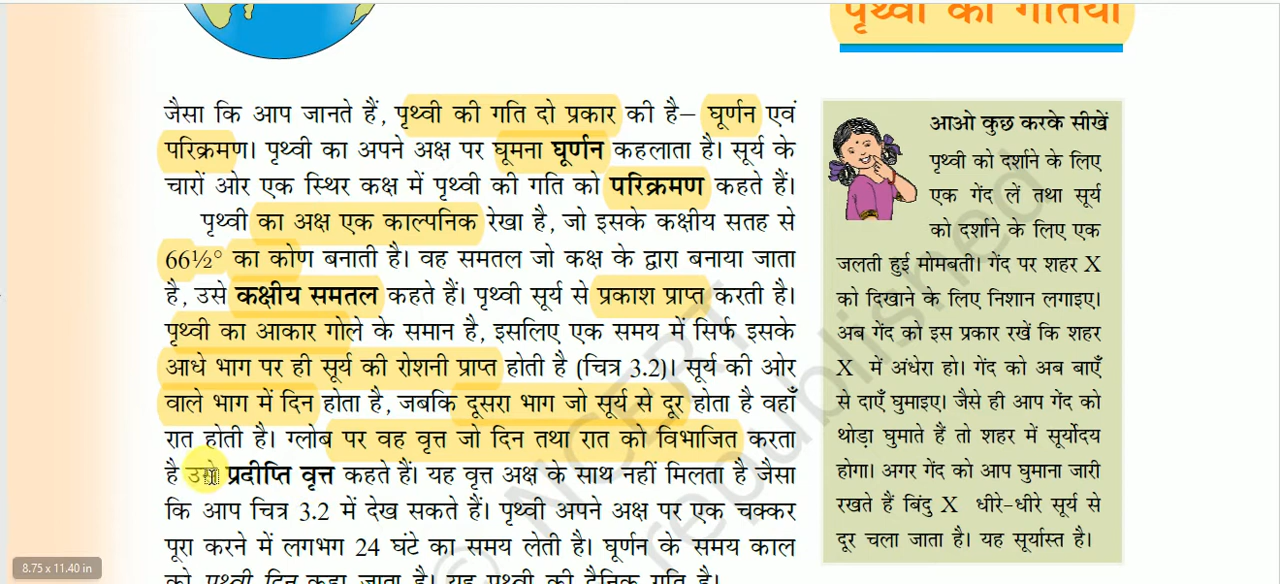 पृथ्वी की गतियाँ
जैसा कि आप जानते हैं, पृथ्वी की गति दो प्रकार की है– घूर्णन एवं
परिक्रमण। पृथ्वी का अपने अक्ष पर घूमना घूर्णन कहलाता है। सूर्य के
चारों ओर एक स्थिर कक्ष में पृथ्वी की गति को परिक्रमण कहते हैं।
पृथ्वी का अक्ष एक काल्पनिक रेखा है, जो इसके कक्षीय सतह से
66½° का कोण बनाती है। वह समतल जो कक्ष के द्वारा बनाया जाता
है, उसे कक्षीय समतल कहते हैं। पृथ्वी सूर्य से प्रकाश प्राप्त करती है।
पृथ्वी का आकार गोले के समान है, इसलिए एक समय में सिर्फ इसके
आधे भाग पर ही सूर्य की रोशनी प्राप्त होती है (चित्र 3.2)। सूर्य की ओर
वाले भाग में दिन होता है, जबकि दूसरा भाग जो सूर्य से दूर होता है वहाँ
रात होती है। ग्लोब पर वह वृत्त जो दिन तथा रात को विभाजित करता
है उसे प्रदीप्ति वृत्त कहते हैं। यह वृत्त अक्ष के साथ नहीं मिलता है जैसा
कि आप चित्र 3.2 में देख सकते हैं। पृथ्वी अपने अक्ष पर एक चक्कर
पूरा करने में लगभग 24 घंटे का समय लेती है। घूर्णन के समय काल
को पृथ्वी दिन कहा जाता है। यह पृथ्वी की दैनिक गति है।
आओ कुछ करके सीखें
पृथ्वी को दर्शाने के लिए
एक गेंद लें तथा सूर्य
को दर्शाने के लिए एक
जलती हुई मोमबत्ती। गेंद पर शहर X
को दिखाने के लिए निशान लगाइए।
अब गेंद को इस प्रकार रखें कि शहर
X में अंधेरा हो। गेंद को अब बाएँ
से दाएँ घुमाइए। जैसे ही आप गेंद को
थोड़ा घुमाते हैं तो शहर में सूर्योदय
होगा। अगर गेंद को आप घुमाना जारी
रखते हैं बिंदु X धीरे-धीरे सूर्य से
दूर चला जाता है। यह सूर्यास्त है।
© NCERT
republished
8.75 x 11.40 in